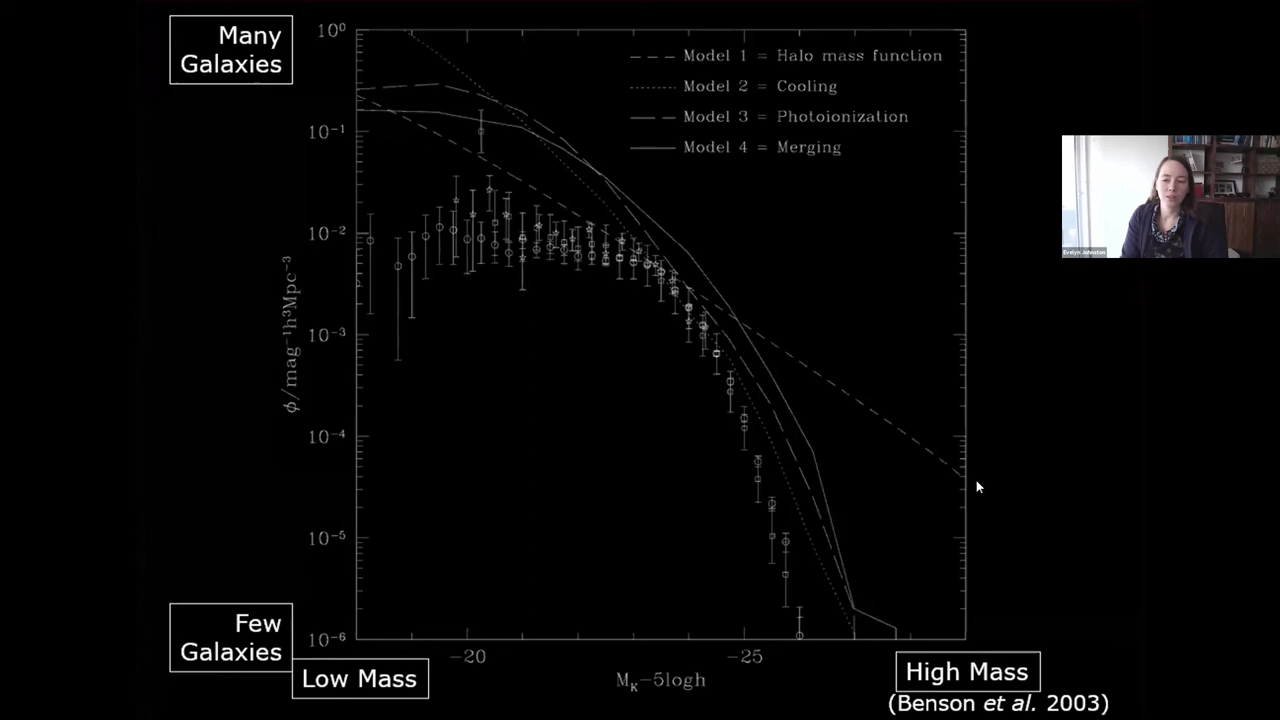 Many
Galaxies
10⁰
Model 1 = Halo mass function
Model 2 = Cooling
Model 3 = Photoionization
Model 4 = Merging
10⁻¹
10⁻²
10⁻³
10⁻⁴
10⁻⁵
10⁻⁶
ϕ/mag⁻¹h³Mpc⁻³
Evelyn Johnston
Few
Galaxies
Low Mass
−20
−25
M_K−5logh
High Mass
(Benson et al. 2003)